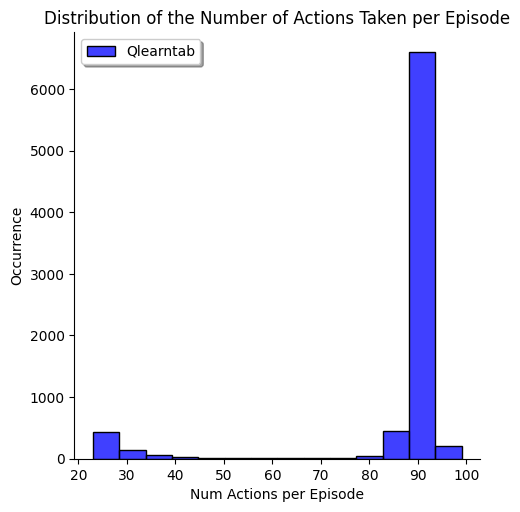 Distribution of the Number of Actions Taken per Episode
Qlearntab
6000
5000
4000
3000
2000
1000
0
Occurrence
20 30 40 50 60 70 80 90 100
Num Actions per Episode